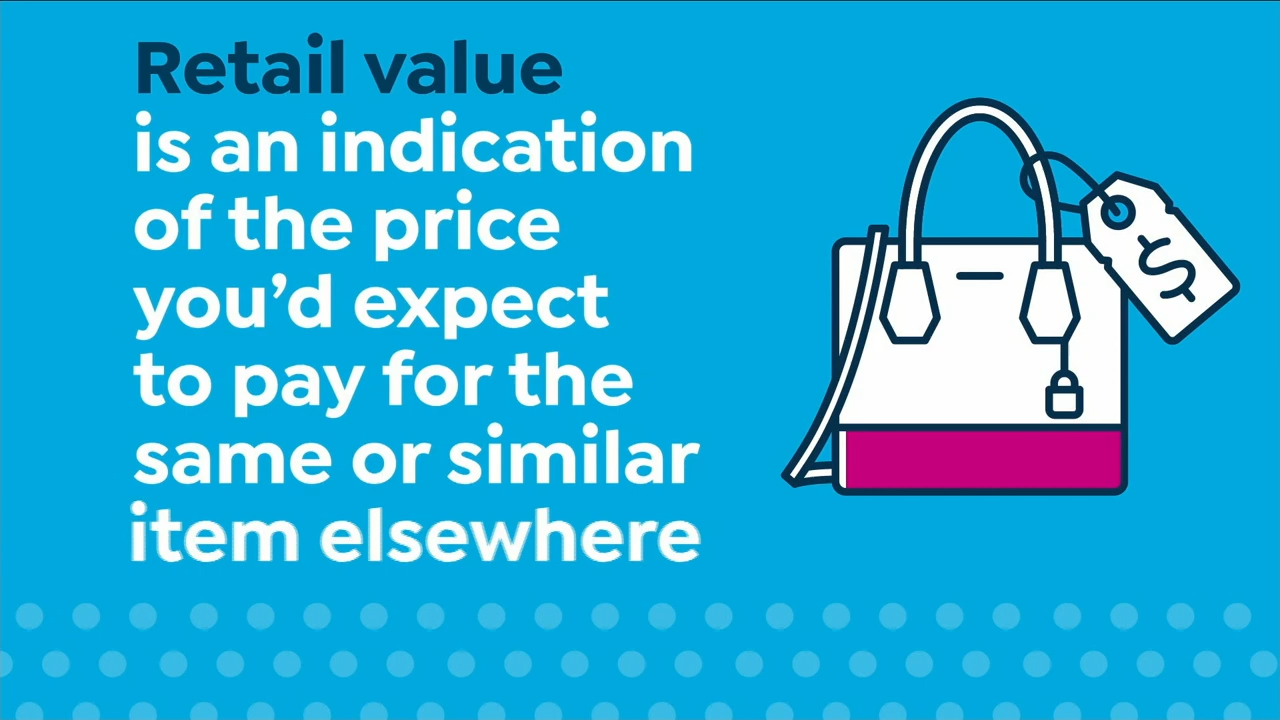 Retail value
is an indication
of the price
you’d expect
to pay for the
same or similar
item elsewhere
$